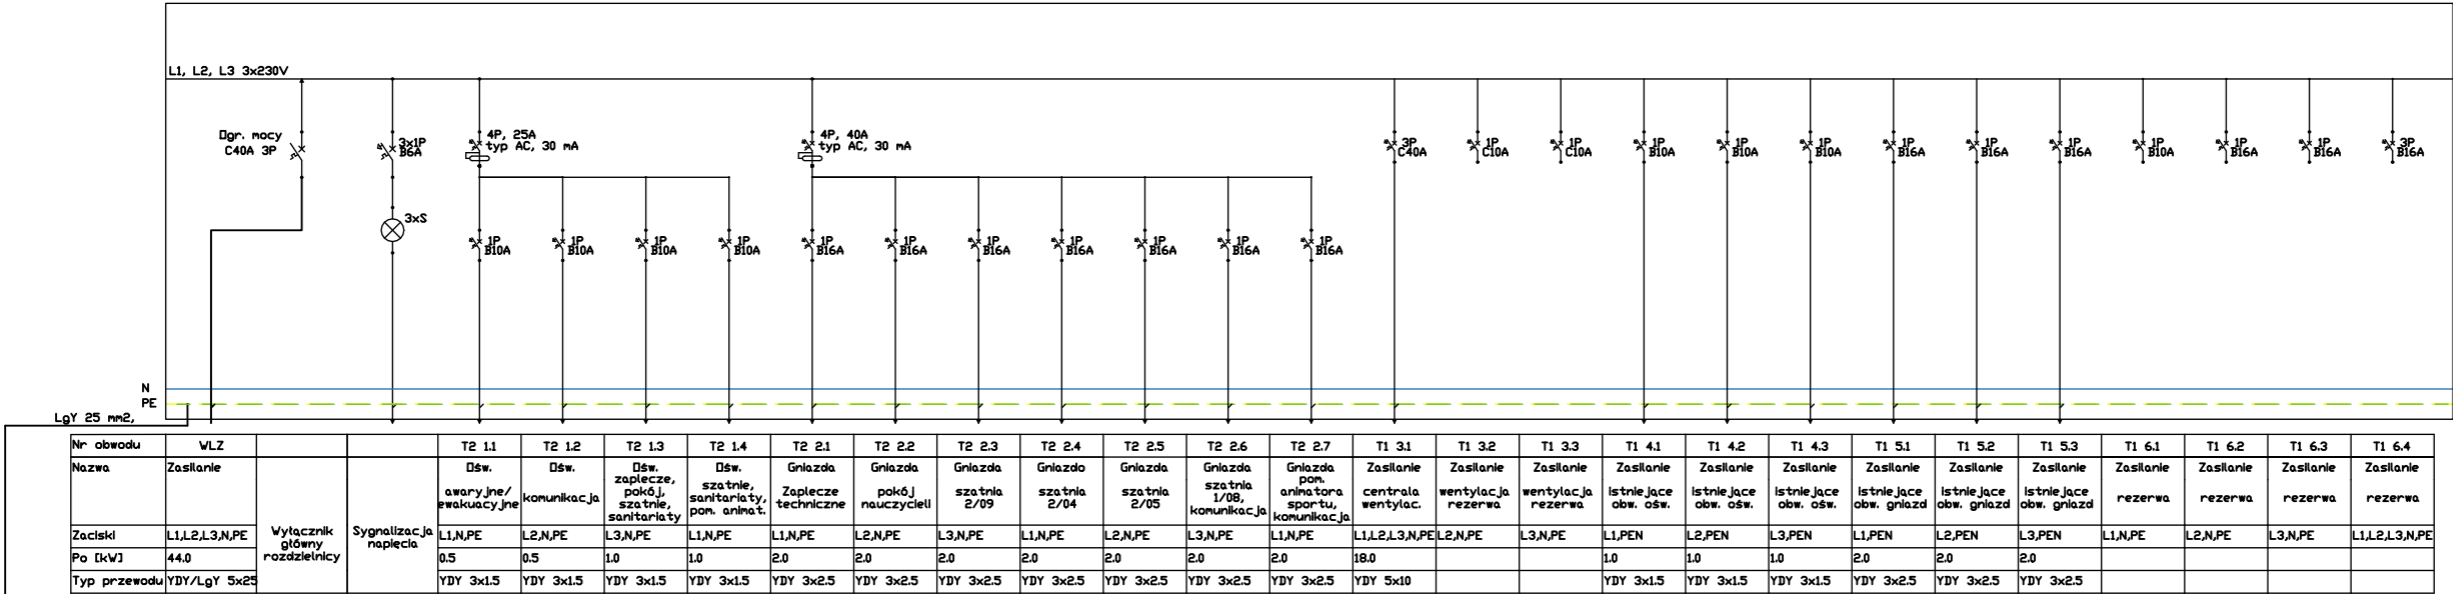 L1, L2, L3 3x230V
Ogr. mocy
C40A 3P
3x1P
B6A
3xS
4P, 25A
typ AC, 30 mA
4P, 40A
typ AC, 30 mA
3P
C40A
1P
C10A
1P
C10A
1P
B10A
1P
B10A
1P
B10A
1P
B16A
1P
B16A
1P
B16A
1P
B10A
1P
B16A
1P
B16A
3P
B16A
1P
B10A
1P
B10A
1P
B10A
1P
B10A
1P
B16A
1P
B16A
1P
B16A
1P
B16A
1P
B16A
1P
B16A
1P
B16A
N
PE
LgY 25 mm2,
Nr obwodu WLZ T2 1.1 T2 1.2 T2 1.3 T2 1.4 T2 2.1 T2 2.2 T2 2.3 T2 2.4 T2 2.5 T2 2.6 T2 2.7 T1 3.1 T1 3.2 T1 3.3 T1 4.1 T1 4.2 T1 4.3 T1 5.1 T1 5.2 T1 5.3 T1 6.1 T1 6.2 T1 6.3 T1 6.4
Nazwa
Zasilanie
Wyłącznik
główny
rozdzielnicy
Sygnalizacja
napięcia
Ośw.
awaryjne/
ewakuacyjne
Ośw.
komunikacja
Ośw.
zaplecze,
pokój,
szatnie,
sanitariaty
Ośw.
szatnie,
sanitariaty,
pom. animat.
Gniazda
Zaplecze
techniczne
Gniazda
pokój
nauczycieli
Gniazda
szatnia
2/09
Gniazdo
szatnia
2/04
Gniazda
szatnia
2/05
Gniazda
szatnia
1/08,
komunikacja
Gniazda
pom.
animatora
sportu,
komunikacja
Zasilanie
centrala
wentylac.
Zasilanie
wentylacja
rezerwa
Zasilanie
wentylacja
rezerwa
Zasilanie
istniejące
obw. ośw.
Zasilanie
istniejące
obw. ośw.
Zasilanie
istniejące
obw. ośw.
Zasilanie
istniejące
obw. gniazd
Zasilanie
istniejące
obw. gniazd
Zasilanie
istniejące
obw. gniazd
Zasilanie
rezerwa
Zasilanie
rezerwa
Zasilanie
rezerwa
Zasilanie
rezerwa
Zaciski L1,L2,L3,N,PE L1,N,PE L2,N,PE L3,N,PE L1,N,PE L1,N,PE L2,N,PE L3,N,PE L1,N,PE L2,N,PE L3,N,PE L1,N,PE L1,L2,L3,N,PE L2,N,PE L3,N,PE L1,PEN L2,PEN L3,PEN L1,PEN L2,PEN L3,PEN L1,N,PE L2,N,PE L3,N,PE L1,L2,L3,N,PE
Po [kW] 44.0 0.5 0.5 1.0 1.0 2.0 2.0 2.0 2.0 2.0 2.0 2.0 18.0 1.0 1.0 1.0 2.0 2.0 2.0
Typ przewodu YDY/LgY 5x25 YDY 3x1.5 YDY 3x1.5 YDY 3x1.5 YDY 3x1.5 YDY 3x2.5 YDY 3x2.5 YDY 3x2.5 YDY 3x2.5 YDY 3x2.5 YDY 3x2.5 YDY 3x2.5 YDY 5x10 YDY 3x1.5 YDY 3x1.5 YDY 3x1.5 YDY 3x2.5 YDY 3x2.5 YDY 3x2.5